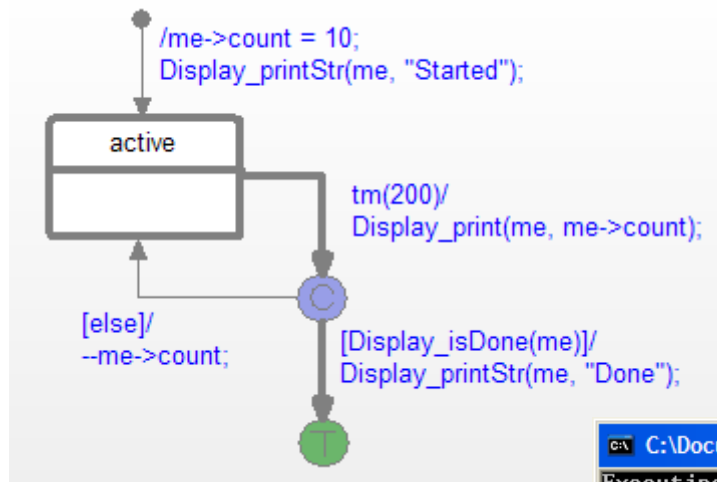 /me->count = 10;
Display_printStr(me, "Started");
active
tm(200)/
Display_print(me, me->count);
C
[else]/
--me->count;
[Display_isDone(me)]/
Display_printStr(me, "Done");
T
C:\Docu